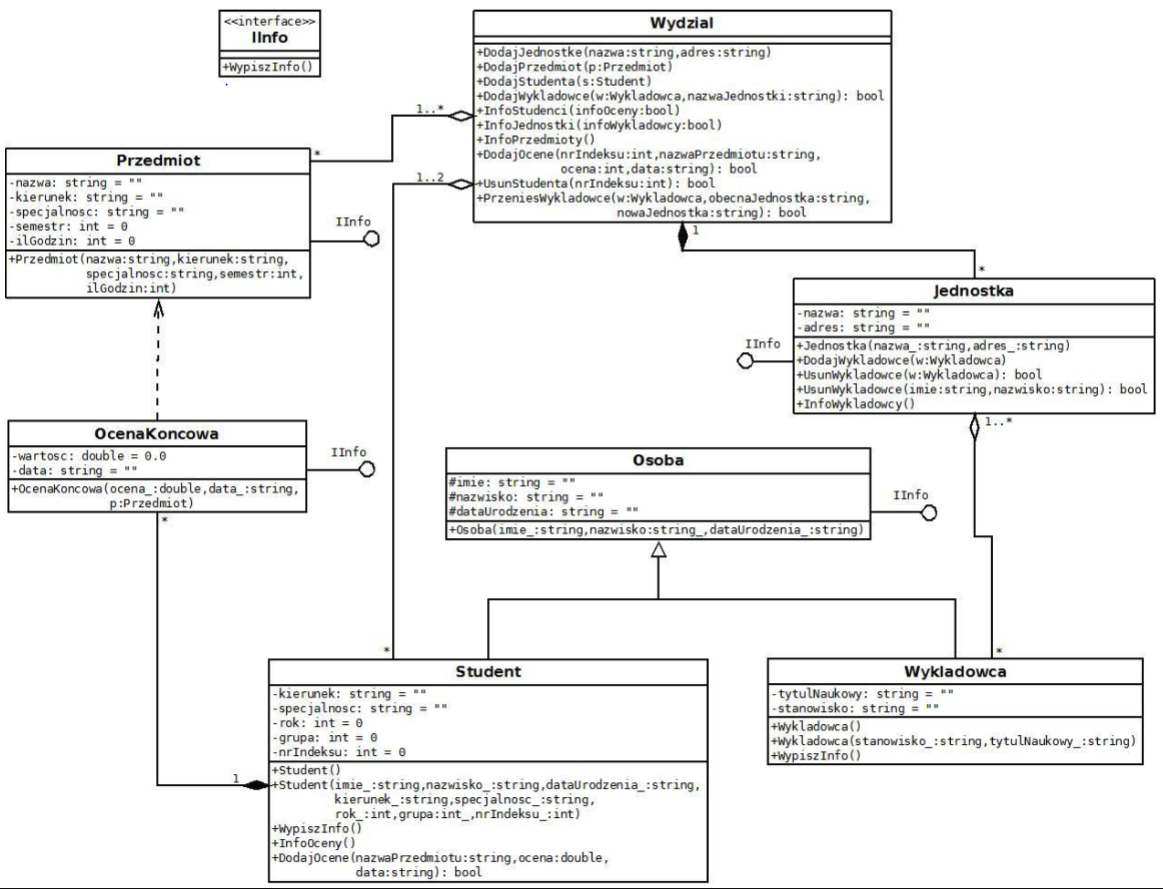 <<interface>>
IInfo
+WypiszInfo()
Wydzial
+DodajJednostke(nazwa:string,adres:string)
+DodajPrzedmiot(p:Przedmiot)
+DodajStudenta(s:Student)
+DodajWykladowce(w:Wykladowca,nazwaJednostki:string): bool
+InfoStudenci(infoOceny:bool)
+InfoJednostki(infoWykladowcy:bool)
+InfoPrzedmioty()
+DodajOcene(nrIndeksu:int,nazwaPrzedmiotu:string,
ocena:int,data:string): bool
+UsunStudenta(nrIndeksu:int): bool
+PrzeniesWykladowce(w:Wykladowca,obecnaJednostka:string,
nowaJednostka:string): bool
1..*
*
1..2
*
1
*
Przedmiot
-nazwa: string = ""
-kierunek: string = ""
-specjalnosc: string = ""
-semestr: int = 0
-ilGodzin: int = 0
+Przedmiot(nazwa:string,kierunek:string,
specjalnosc:string,semestr:int,
ilGodzin:int)
IInfo
Jednostka
-nazwa: string = ""
-adres: string = ""
+Jednostka(nazwa_:string,adres_:string)
+DodajWykladowce(w:Wykladowca)
+UsunWykladowce(w:Wykladowca): bool
+UsunWykladowce(imie:string,nazwisko:string): bool
+InfoWykladowcy()
IInfo
1..*
*
OcenaKoncowa
-wartosc: double = 0.0
-data: string = ""
+OcenaKoncowa(ocena_:double,data_:string,
p:Przedmiot)
IInfo
*
1
Osoba
#imie: string = ""
#nazwisko: string = ""
#dataUrodzenia: string = ""
+Osoba(imie_:string,nazwisko:string_,dataUrodzenia_:string)
IInfo
Student
-kierunek: string = ""
-specjalnosc: string = ""
-rok: int = 0
-grupa: int = 0
-nrIndeksu: int = 0
+Student()
+Student(imie_:string,nazwisko_:string,dataUrodzenia_:string,
kierunek_:string,specjalnosc_:string,
rok_:int,grupa:int_,nrIndeksu_:int)
+WypiszInfo()
+InfoOceny()
+DodajOcene(nazwaPrzedmiotu:string,ocena:double,
data:string): bool
Wykladowca
-tytulNaukowy: string = ""
-stanowisko: string = ""
+Wykladowca()
+Wykladowca(stanowisko_:string,tytulNaukowy_:string)
+WypiszInfo()